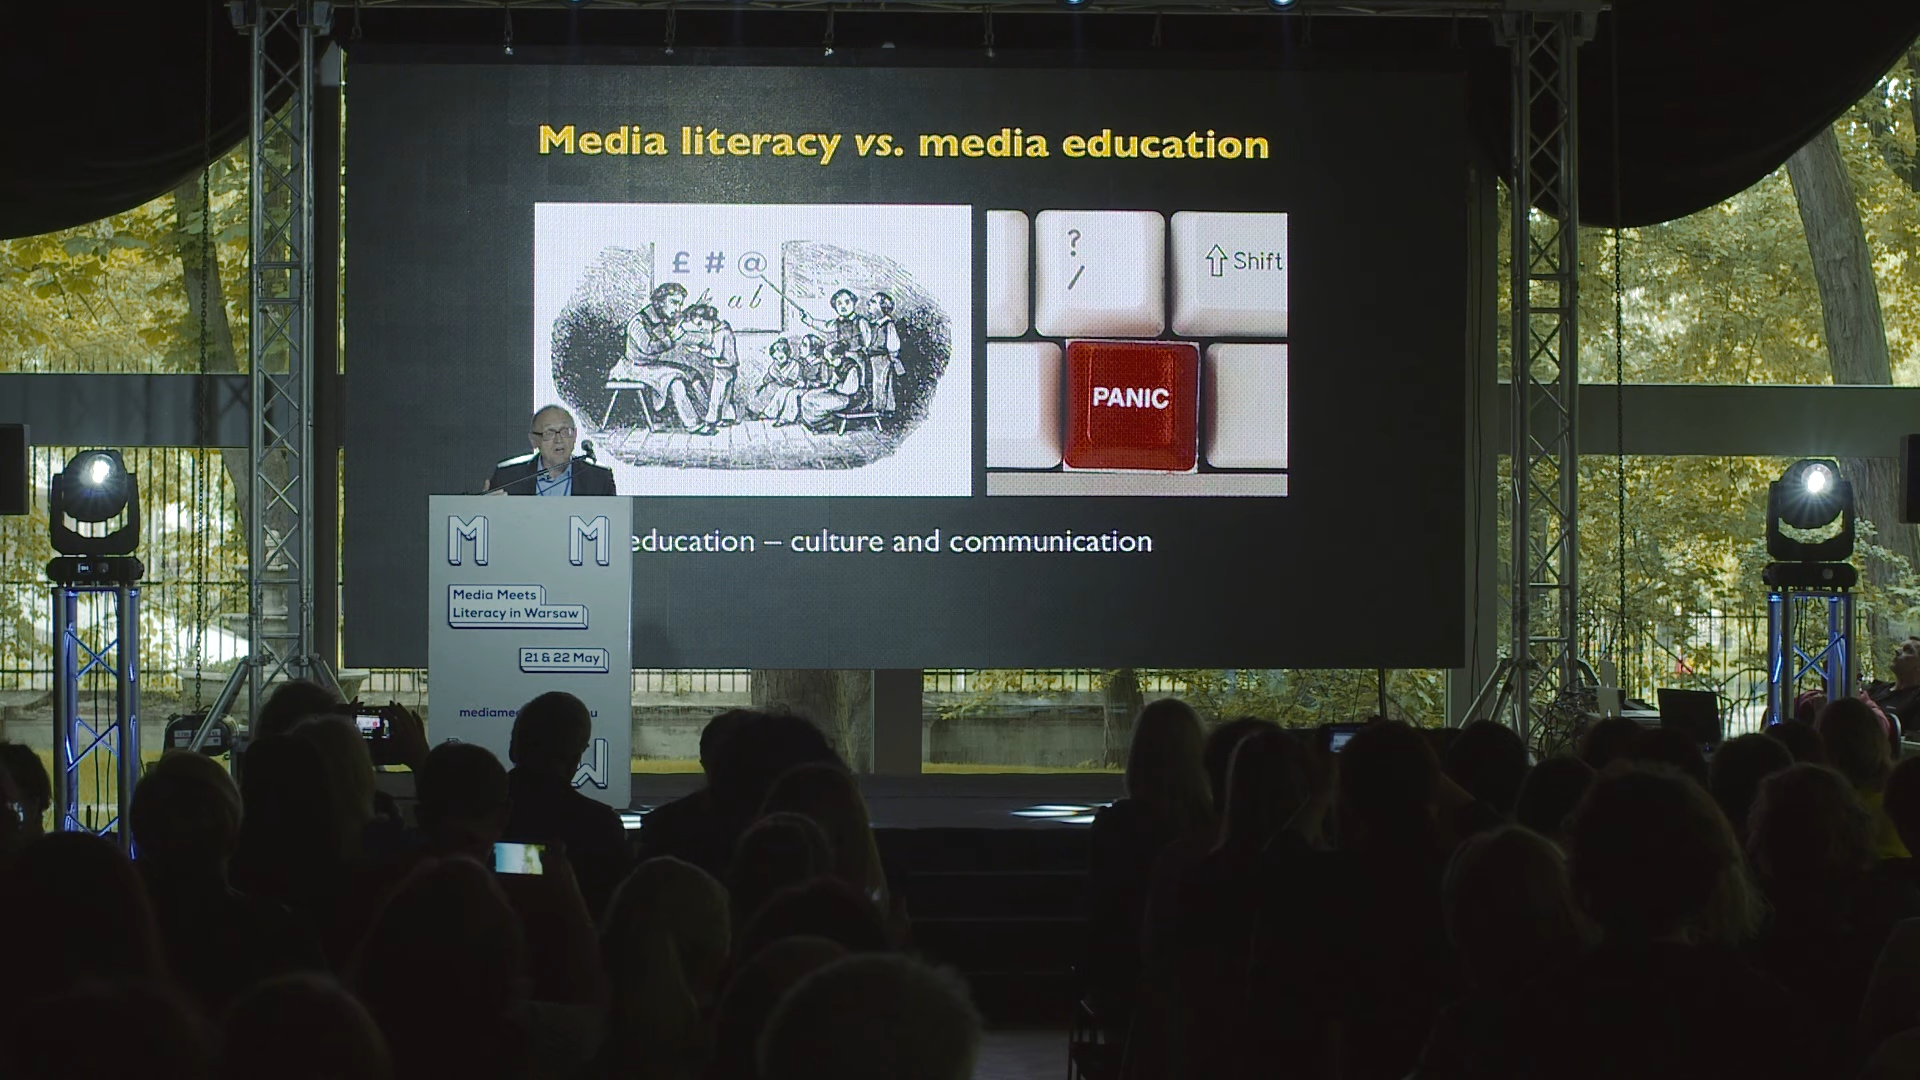 Media literacy vs. media education
£ # @
a b
?
/
Shift
PANIC
education – culture and communication
M M
Media Meets
Literacy in Warsaw
21 & 22 May
W